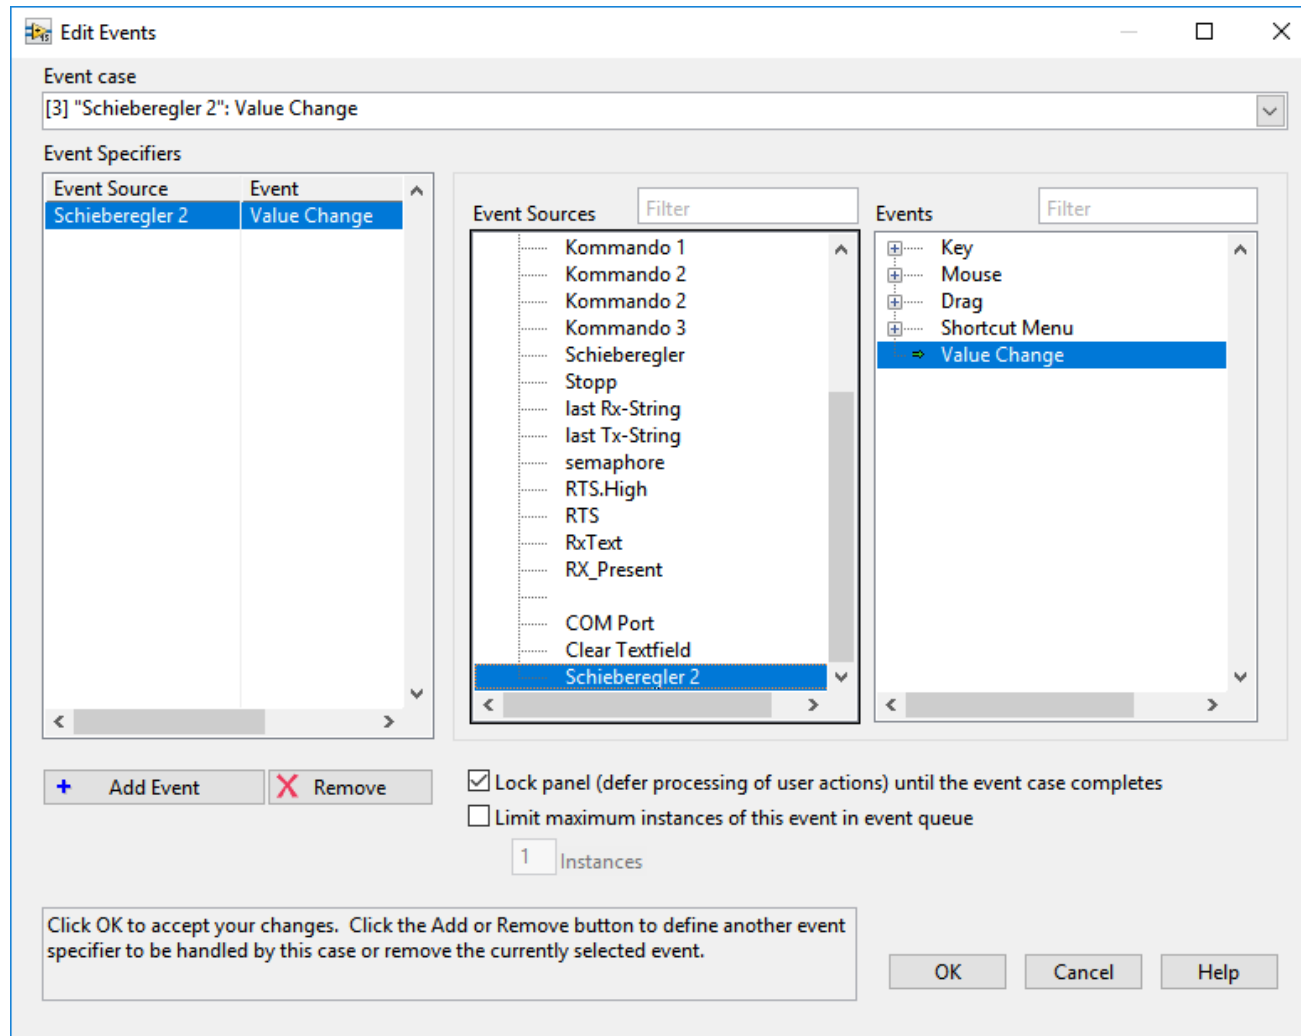 Edit Events
Event case
[3] "Schieberegler 2": Value Change
Event Specifiers
Event Source Event
Schieberegler 2 Value Change
Event Sources Filter
Kommando 1
Kommando 2
Kommando 2
Kommando 3
Schieberegler
Stopp
last Rx-String
last Tx-String
semaphore
RTS.High
RTS
RxText
RX_Present
COM Port
Clear Textfield
Schieberegler 2
Events Filter
Key
Mouse
Drag
Shortcut Menu
Value Change
Add Event Remove
Lock panel (defer processing of user actions) until the event case completes
Limit maximum instances of this event in event queue
1 Instances
Click OK to accept your changes. Click the Add or Remove button to define another event
specifier to be handled by this case or remove the currently selected event.
OK Cancel Help